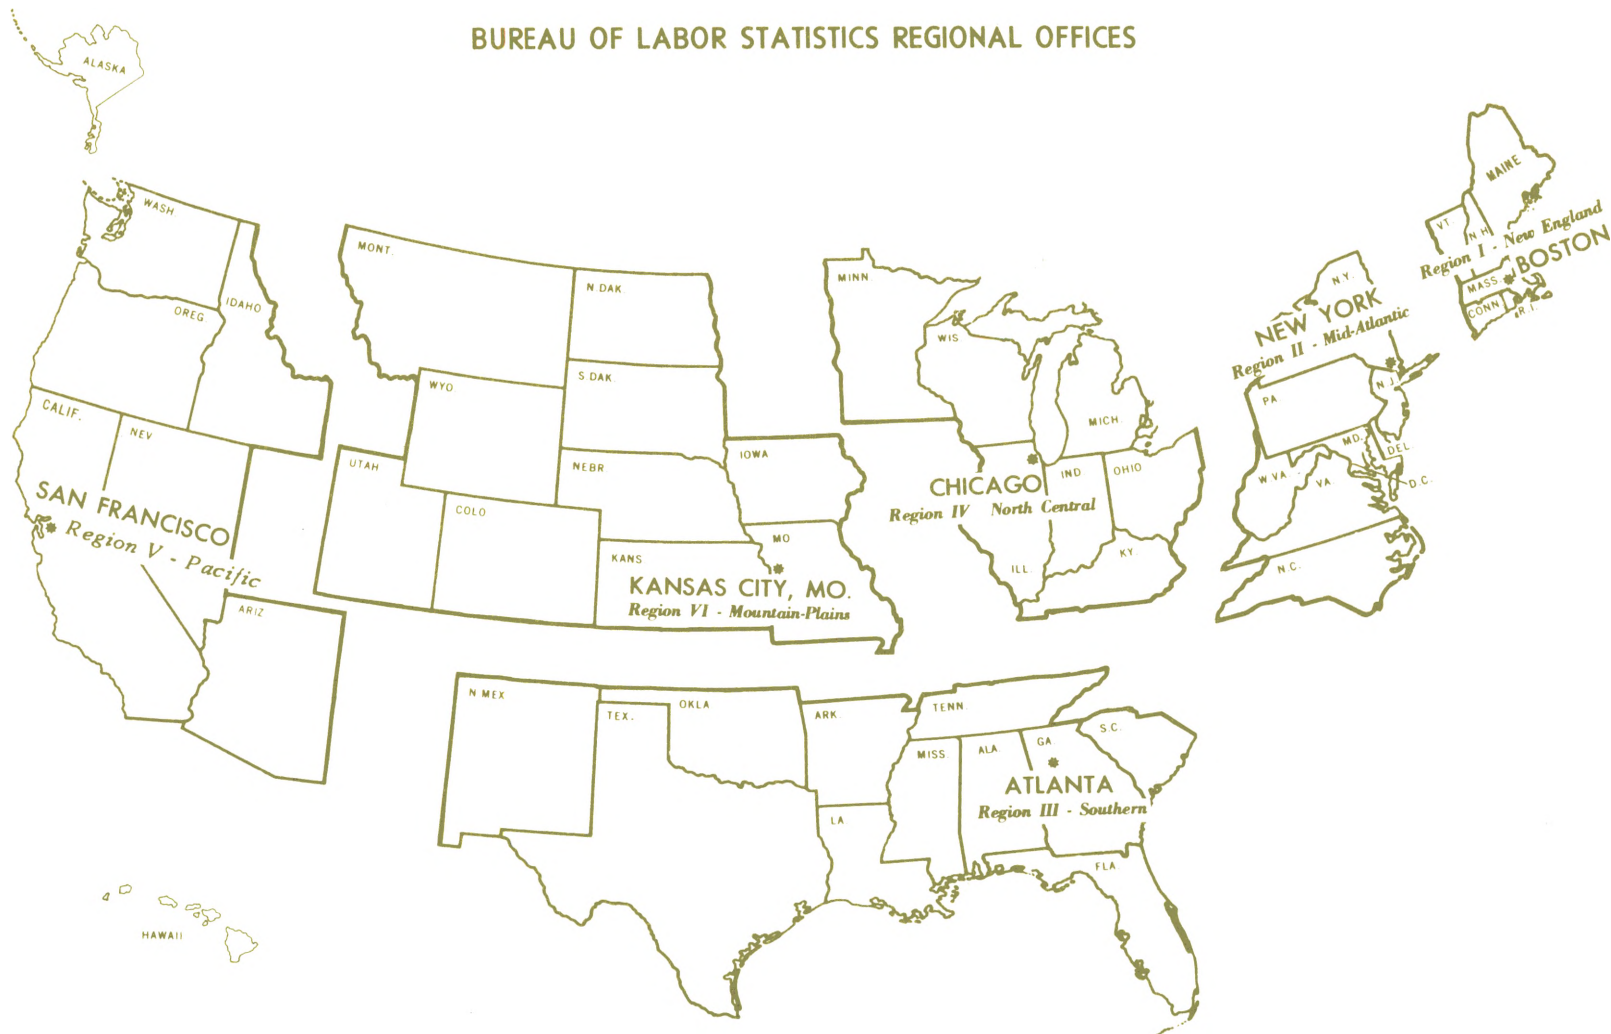 BUREAU OF LABOR STATISTICS REGIONAL OFFICES
ALASKA
WASH
OREG.
IDAHO
CALIF.
NEV
SAN FRANCISCO
Region V - Pacific
ARIZ
HAWAII
MONT.
N DAK.
S DAK.
WYO
UTAH
COLO
NEBR
IOWA
KANS
MO
KANSAS CITY, MO.
Region VI - Mountain-Plains
MINN.
WIS.
MICH.
CHICAGO
Region IV North Central
IND
OHIO
ILL.
KY.
N.Y.
NEW YORK
Region II - Mid-Atlantic
PA
N.J.
MD.
DEL.
D.C.
W.VA.
VA.
N.C.
MAINE
VT.
N.H.
Region I - New England
BOSTON
MASS.
CONN
R.I.
N MEX
TEX.
OKLA
ARK.
LA
TENN.
MISS.
ALA
GA
S.C.
ATLANTA
Region III - Southern
FLA